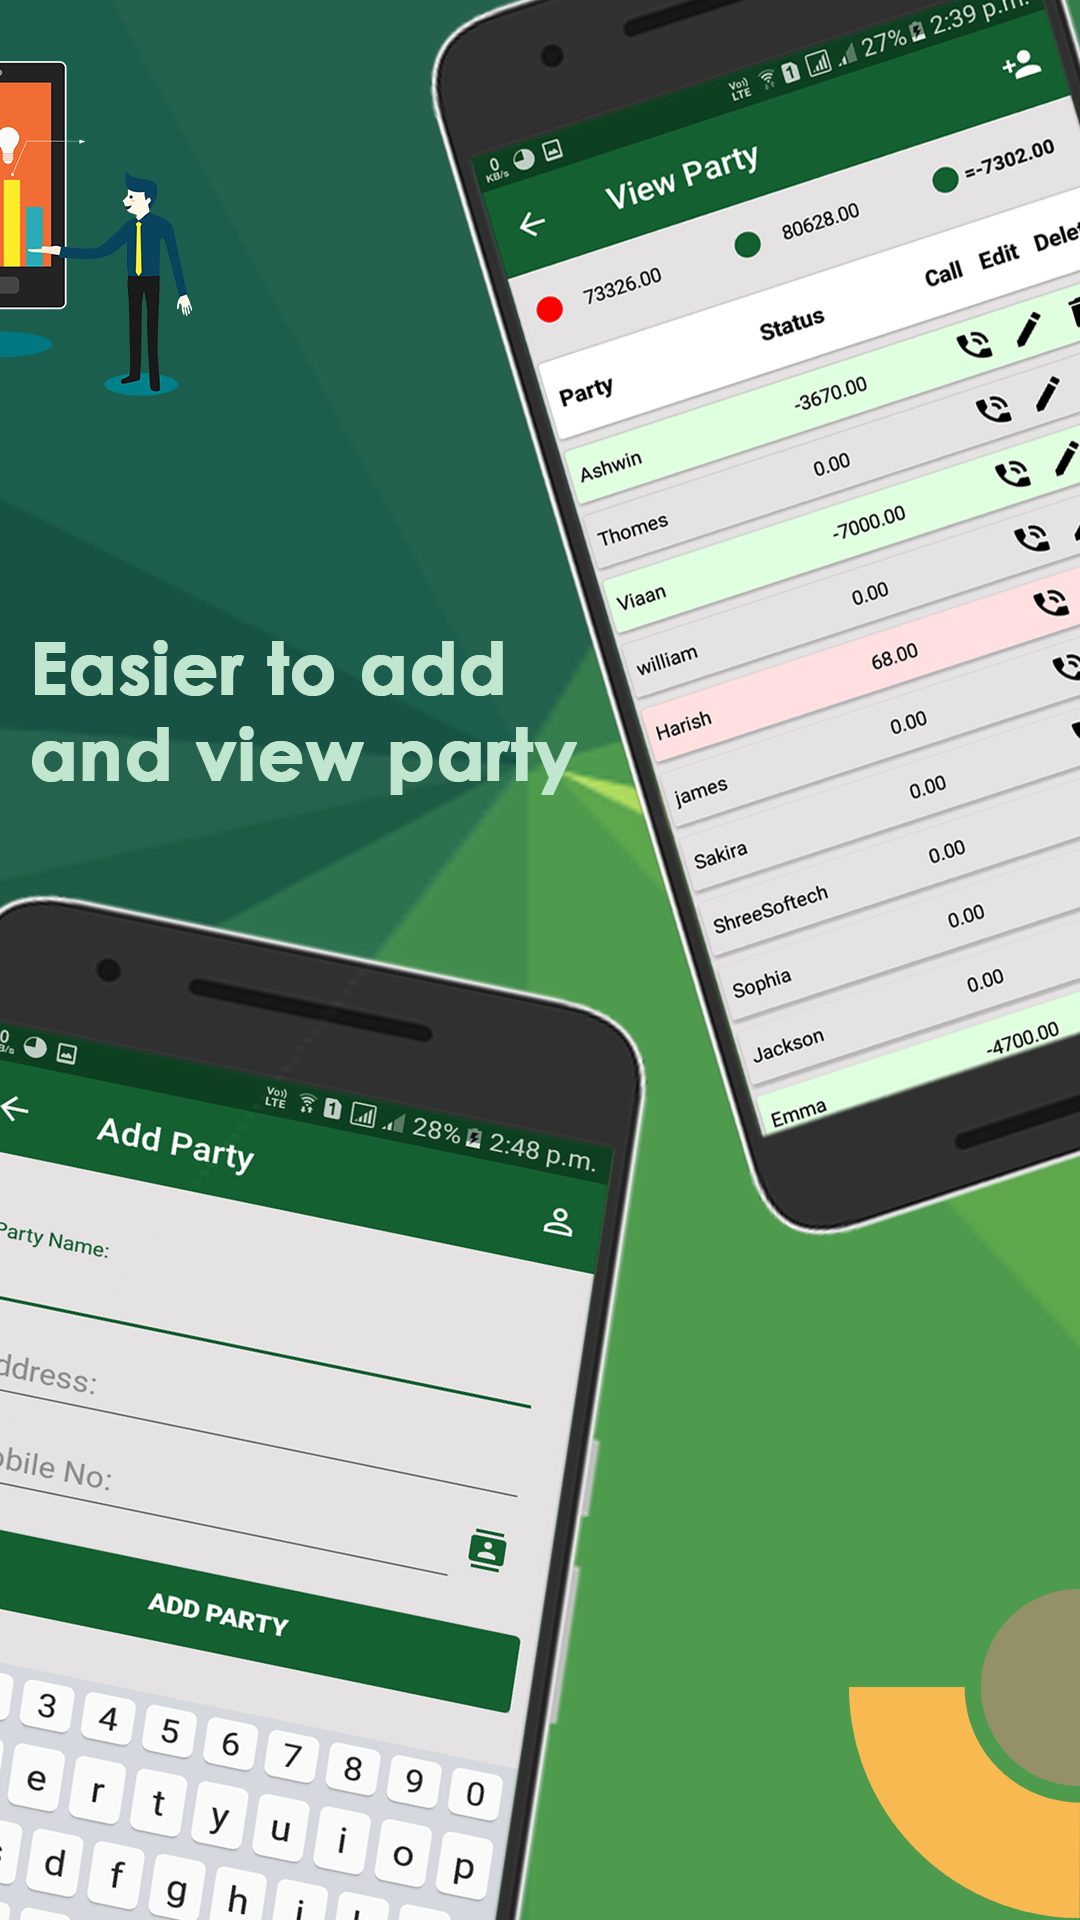 0
KB/s
Vo))
LTE
1
27%
2:39 p.m.
View Party
73326.00
80628.00
=-7302.00
Party
Status
Call
Edit
Ashwin
-3670.00
Thomes
0.00
Viaan
-7000.00
william
0.00
Harish
68.00
james
0.00
Sakira
0.00
ShreeSoftech
0.00
Sophia
0.00
Jackson
0.00
Emma
-4700.00
Easier to add
and view party
0
Vo))
LTE
1
28%
2:48 p.m.
Add Party
Party Name:
ddress:
obile No:
ADD PARTY
3 4 5 6 7 8 9 0
e r t y u i o p
d f g h